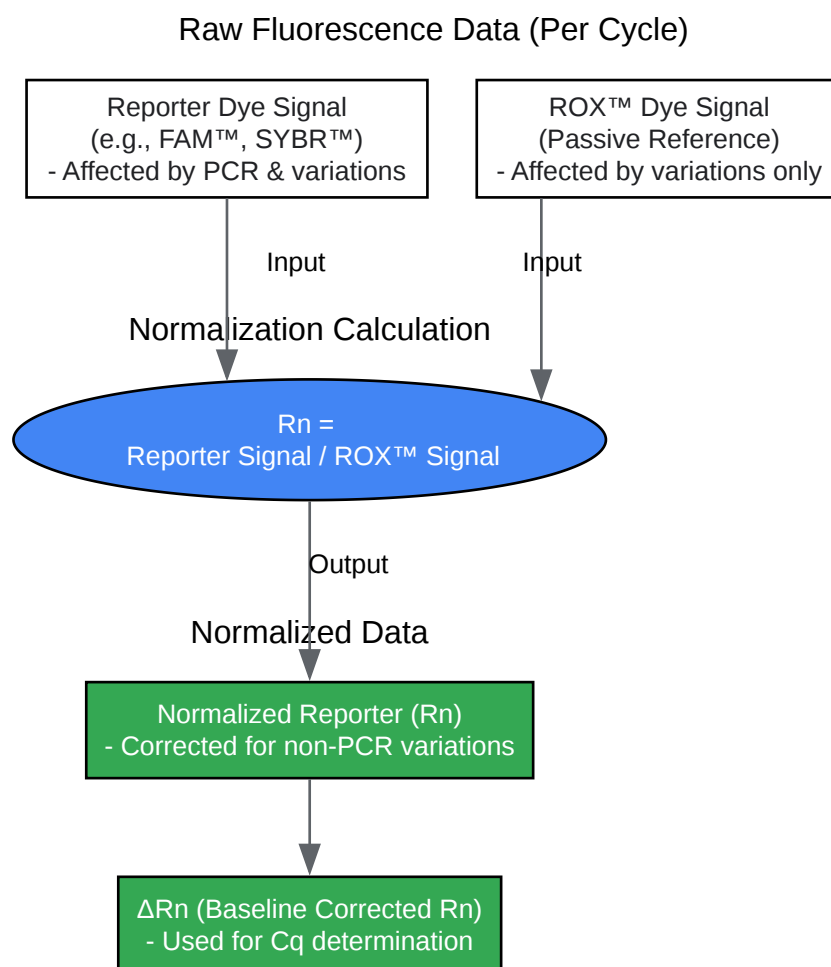 Raw Fluorescence Data (Per Cycle)
Reporter Dye Signal
(e.g., FAM™, SYBR™)
- Affected by PCR & variations
ROX™ Dye Signal
(Passive Reference)
- Affected by variations only
Input
Input
Normalization Calculation
Rn =
Reporter Signal / ROX™ Signal
Output
Normalized Data
Normalized Reporter (Rn)
- Corrected for non-PCR variations
ΔRn (Baseline Corrected Rn)
- Used for Cq determination